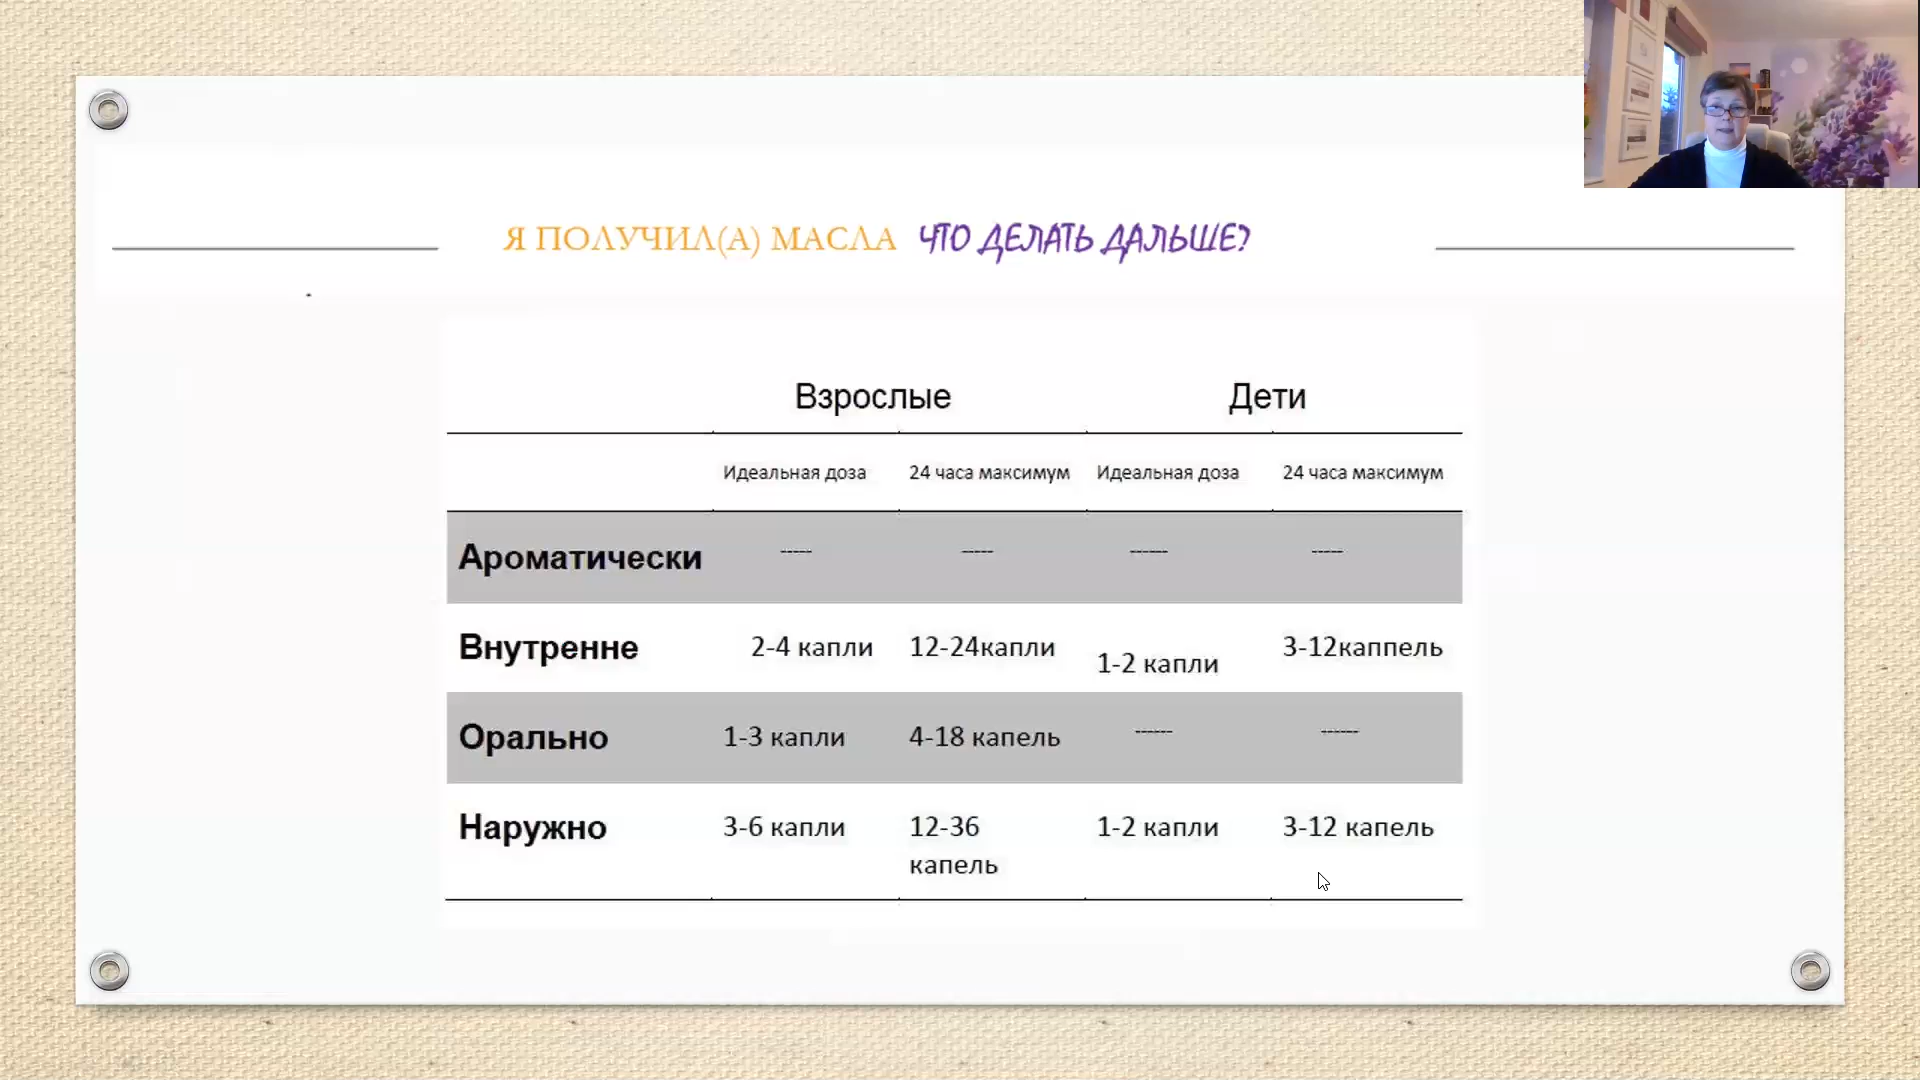 Я ПОЛУЧИЛ(А) МАСЛА ЧТО ДЕЛАТЬ ДАЛЬШЕ?
Взрослые Дети
Идеальная доза 24 часа максимум Идеальная доза 24 часа максимум
Ароматически ----- ----- ------ -----
Внутренне 2-4 капли 12-24капли 1-2 капли 3-12каппель
Орально 1-3 капли 4-18 капель ------ ------
Наружно 3-6 капли 12-36 капель 1-2 капли 3-12 капель